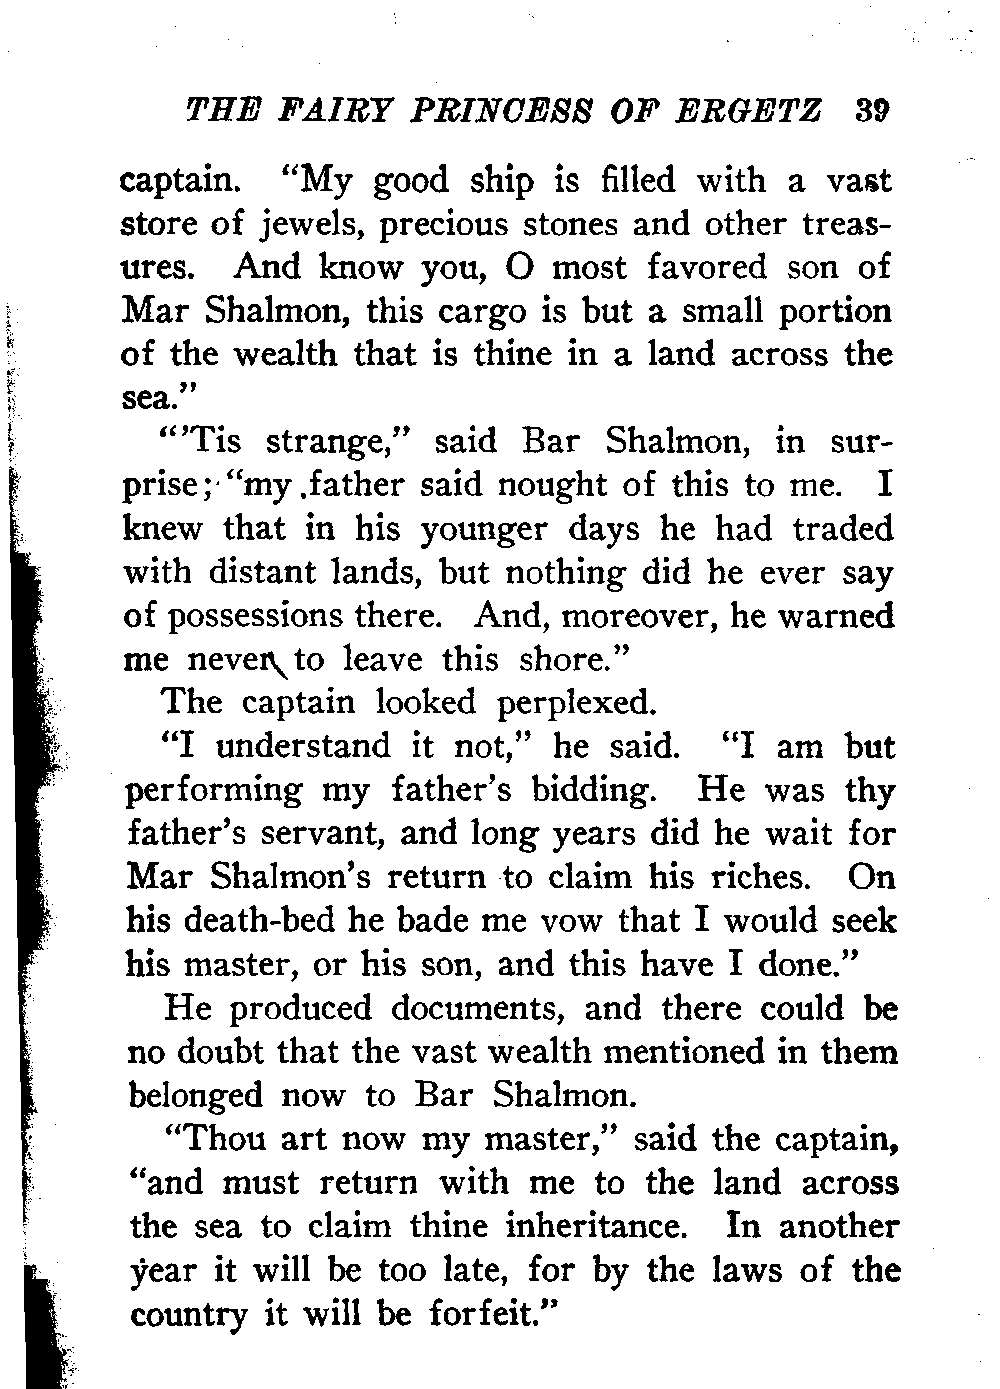 THE FAIRY PRINCESS OF ERGETZ 39
captain. “My good ship is filled with a vast
store of jewels, precious stones and other treas-
ures. And know you, O most favored son of
Mar Shalmon, this cargo is but a small portion
of the wealth that is thine in a land across the
sea.”
“’Tis strange,” said Bar Shalmon, in sur-
prise; “my father said nought of this to me. I
knew that in his younger days he had traded
with distant lands, but nothing did he ever say
of possessions there. And, moreover, he warned
me never to leave this shore.”
The captain looked perplexed.
“I understand it not,” he said. “I am but
performing my father’s bidding. He was thy
father’s servant, and long years did he wait for
Mar Shalmon’s return to claim his riches. On
his death-bed he bade me vow that I would seek
his master, or his son, and this have I done.”
He produced documents, and there could be
no doubt that the vast wealth mentioned in them
belonged now to Bar Shalmon.
“Thou art now my master,” said the captain,
“and must return with me to the land across
the sea to claim thine inheritance. In another
year it will be too late, for by the laws of the
country it will be forfeit.”